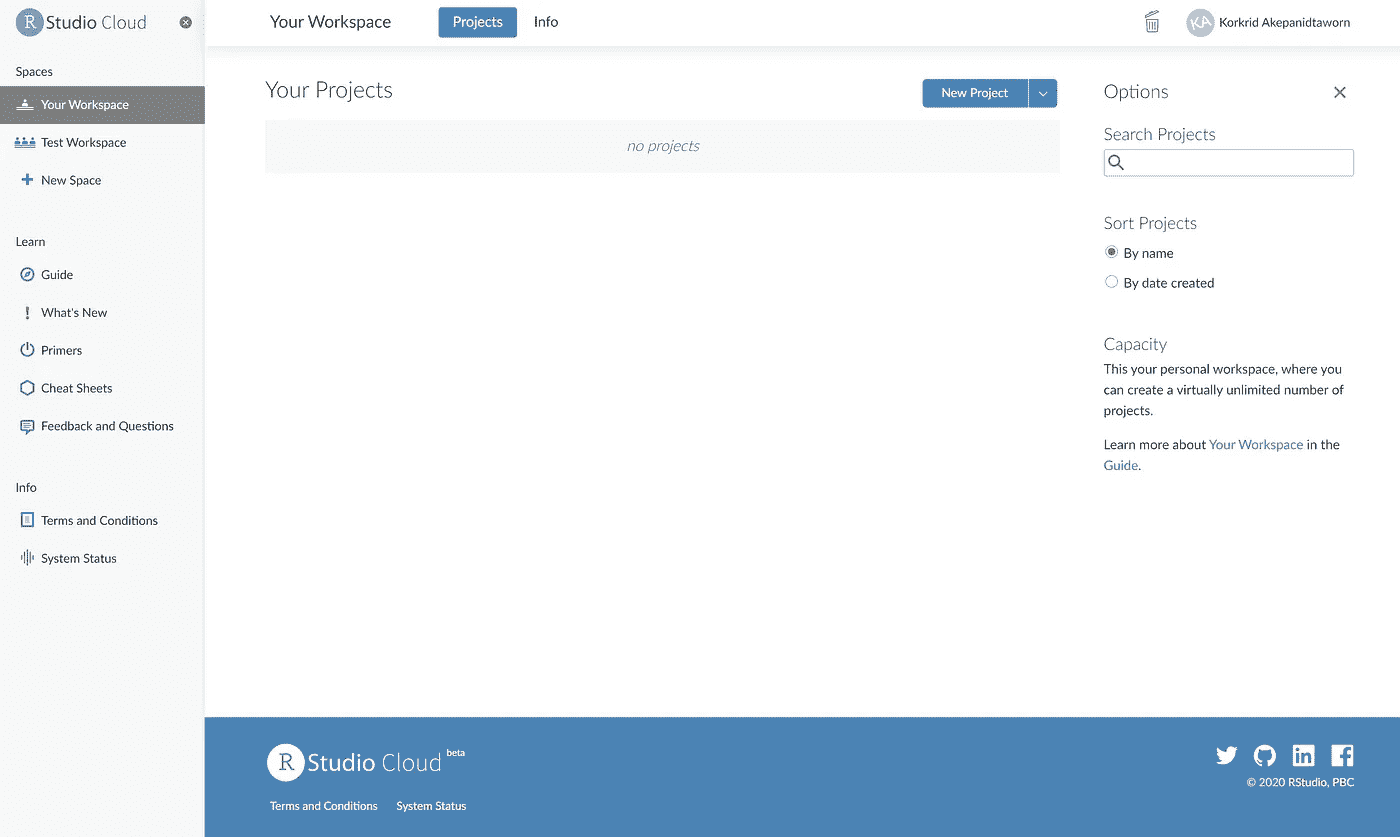 R Studio Cloud
Spaces
Your Workspace
Test Workspace
New Space
Learn
Guide
What's New
Primers
Cheat Sheets
Feedback and Questions
Info
Terms and Conditions
System Status
Your Workspace
Projects
Info
KA
Korkrid Akepanidtaworn
Your Projects
New Project
no projects
Options
Search Projects
Sort Projects
By name
By date created
Capacity
This your personal workspace, where you
can create a virtually unlimited number of
projects.
Learn more about Your Workspace in the
Guide.
R Studio Cloud beta
Terms and Conditions System Status
© 2020 RStudio, PBC